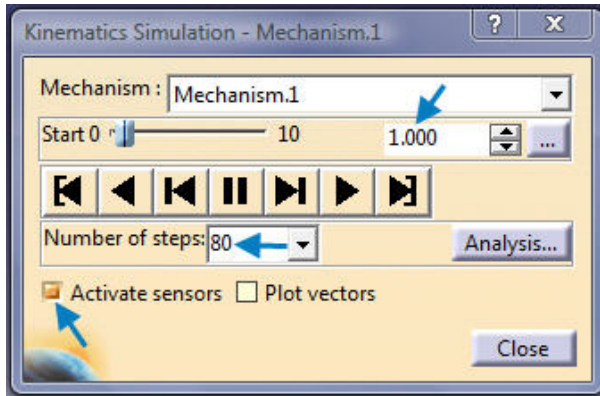 Kinematics Simulation - Mechanism.1
Mechanism : Mechanism.1
Start 0 10 1.000 ...
Number of steps: 80 Analysis...
Activate sensors Plot vectors
Close